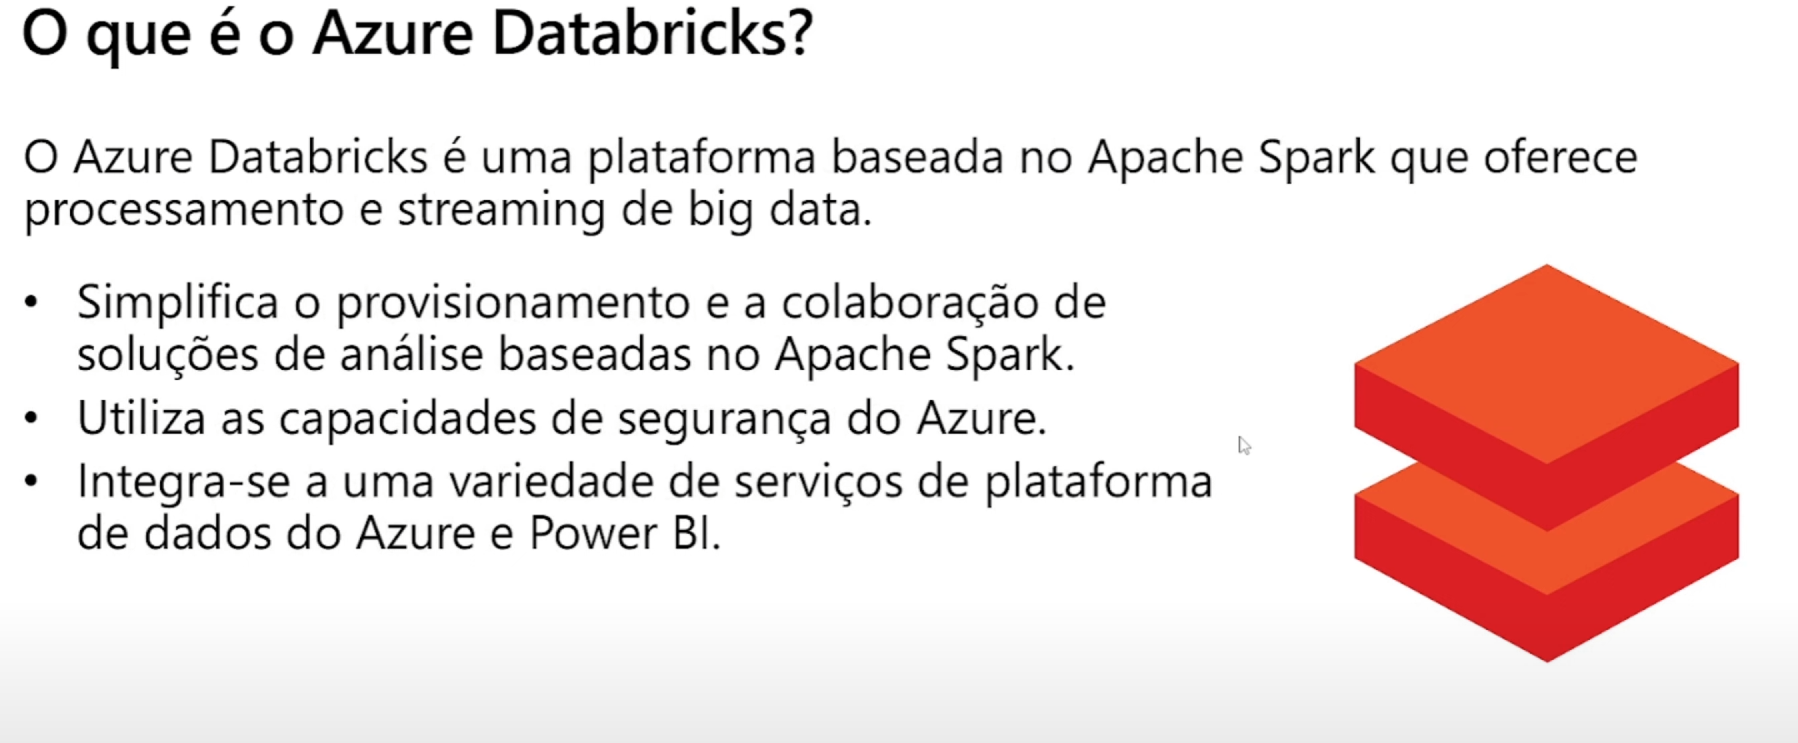 O que é o Azure Databricks?
O Azure Databricks é uma plataforma baseada no Apache Spark que oferece
processamento e streaming de big data.
• Simplifica o provisionamento e a colaboração de
soluções de análise baseadas no Apache Spark.
• Utiliza as capacidades de segurança do Azure.
• Integra-se a uma variedade de serviços de plataforma
de dados do Azure e Power BI.